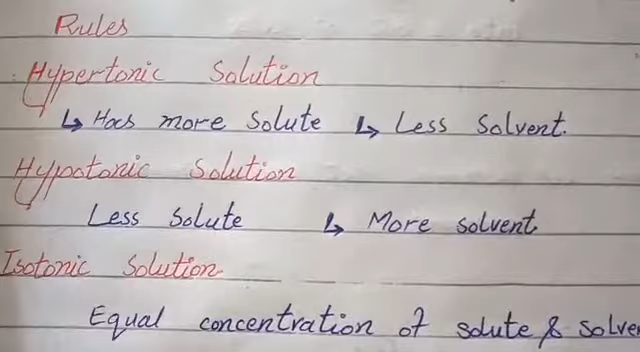 Rules
Hypertonic Solution
↳ Has more solute ↳ Less Solvent.
Hypotonic Solution
Less Solute ↳ More solvent
Isotonic Solution
Equal concentration of solute & solve